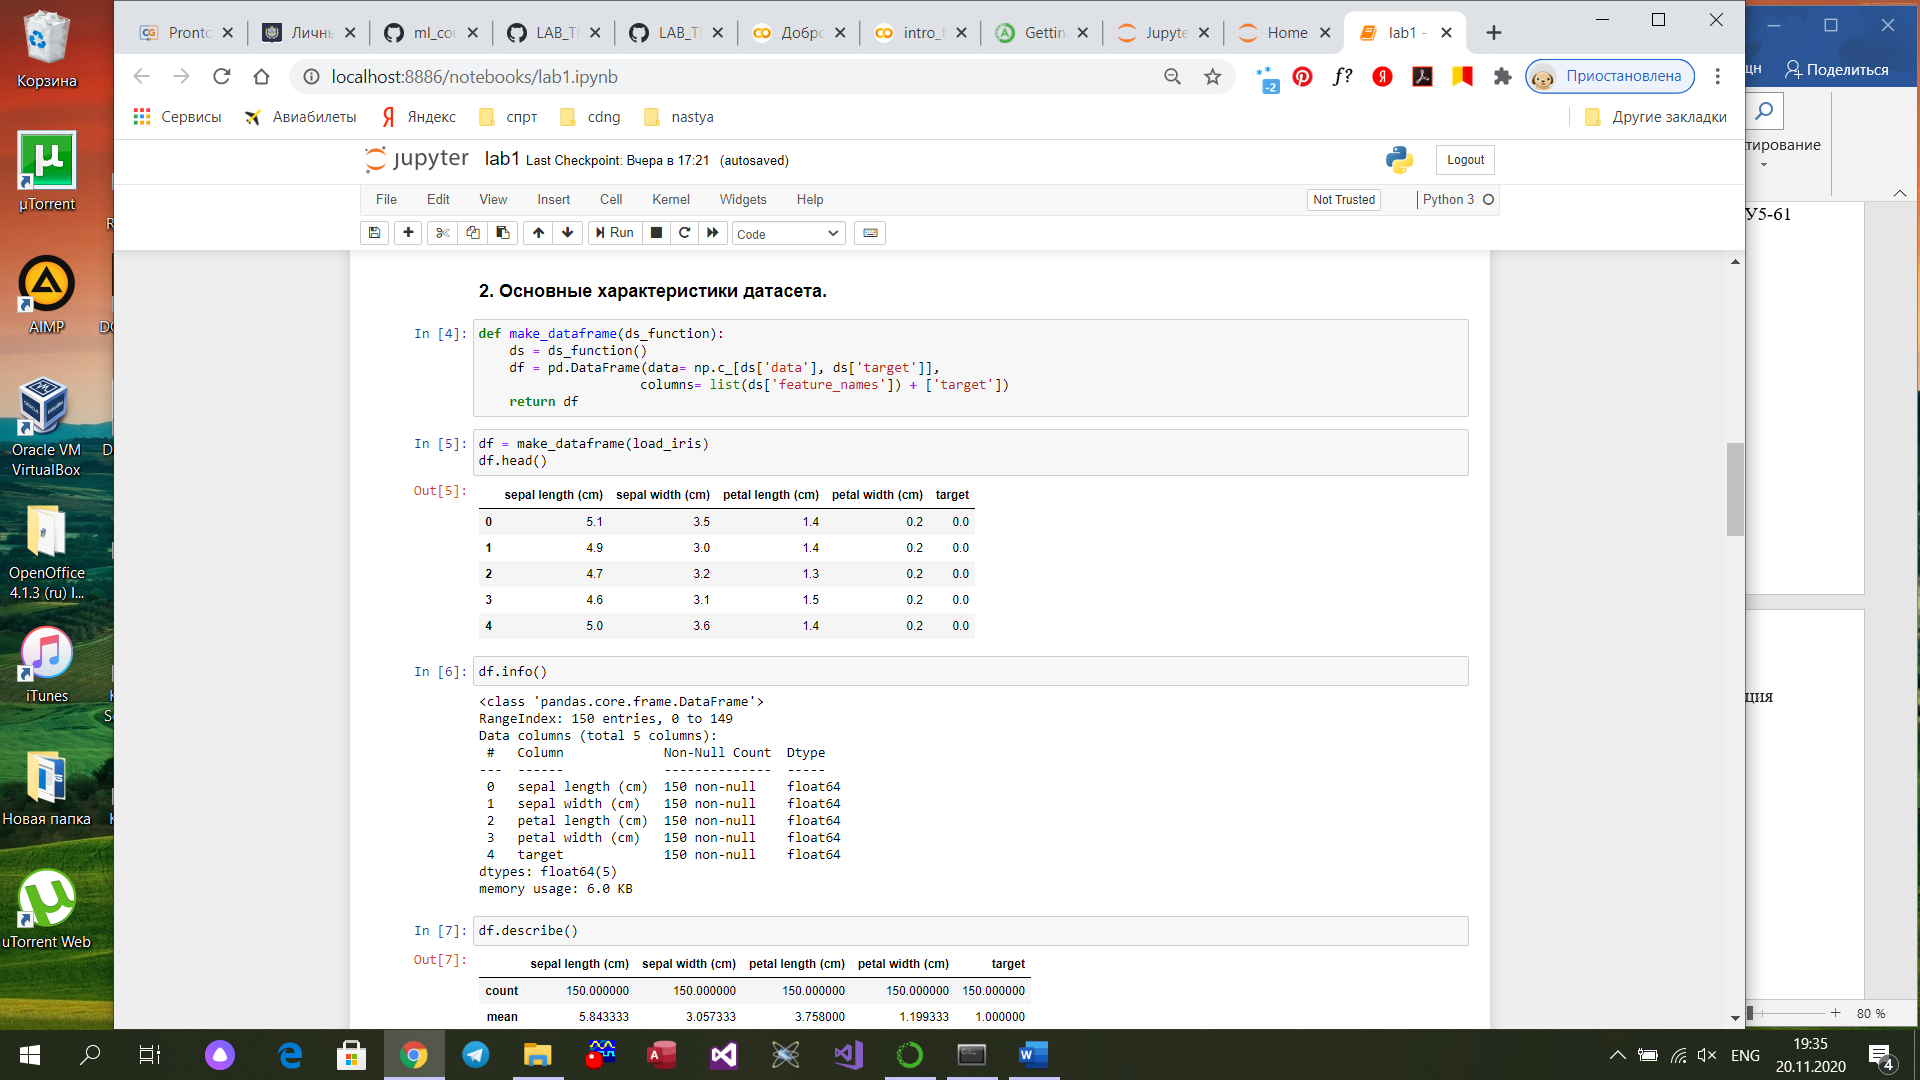 Корзина
µTorrent
AIMP
Oracle VM
VirtualBox
OpenOffice
4.1.3 (ru) I...
iTunes
Новая папка
uTorrent Web
Prontc
Личнь
ml_cou
LAB_TI
LAB_TI
Добрс
intro_t
Gettin
Jupyte
Home
lab1 -
localhost:8886/notebooks/lab1.ipynb
-2
f?
Приостановлена
Сервисы
Авиабилеты
Яндекс
спрт
cdng
nastya
Другие закладки
jupyter lab1 Last Checkpoint: Вчера в 17:21 (autosaved)
Logout
File Edit View Insert Cell Kernel Widgets Help
Not Trusted
Python 3
Run
Code
2. Основные характеристики датасета.
In [4]: def make_dataframe(ds_function):
ds = ds_function()
df = pd.DataFrame(data= np.c_[ds['data'], ds['target']],
columns= list(ds['feature_names']) + ['target'])
return df
In [5]: df = make_dataframe(load_iris)
df.head()
Out[5]:
sepal length (cm) sepal width (cm) petal length (cm) petal width (cm) target
0 5.1 3.5 1.4 0.2 0.0
1 4.9 3.0 1.4 0.2 0.0
2 4.7 3.2 1.3 0.2 0.0
3 4.6 3.1 1.5 0.2 0.0
4 5.0 3.6 1.4 0.2 0.0
In [6]: df.info()
<class 'pandas.core.frame.DataFrame'>
RangeIndex: 150 entries, 0 to 149
Data columns (total 5 columns):
# Column Non-Null Count Dtype
--- ------ -------------- -----
0 sepal length (cm) 150 non-null float64
1 sepal width (cm) 150 non-null float64
2 petal length (cm) 150 non-null float64
3 petal width (cm) 150 non-null float64
4 target 150 non-null float64
dtypes: float64(5)
memory usage: 6.0 KB
In [7]: df.describe()
Out[7]:
sepal length (cm) sepal width (cm) petal length (cm) petal width (cm) target
count 150.000000 150.000000 150.000000 150.000000 150.000000
mean 5.843333 3.057333 3.758000 1.199333 1.000000
Поделиться
тирование
У5-61
ция
80 %
ENG
19:35
20.11.2020
4